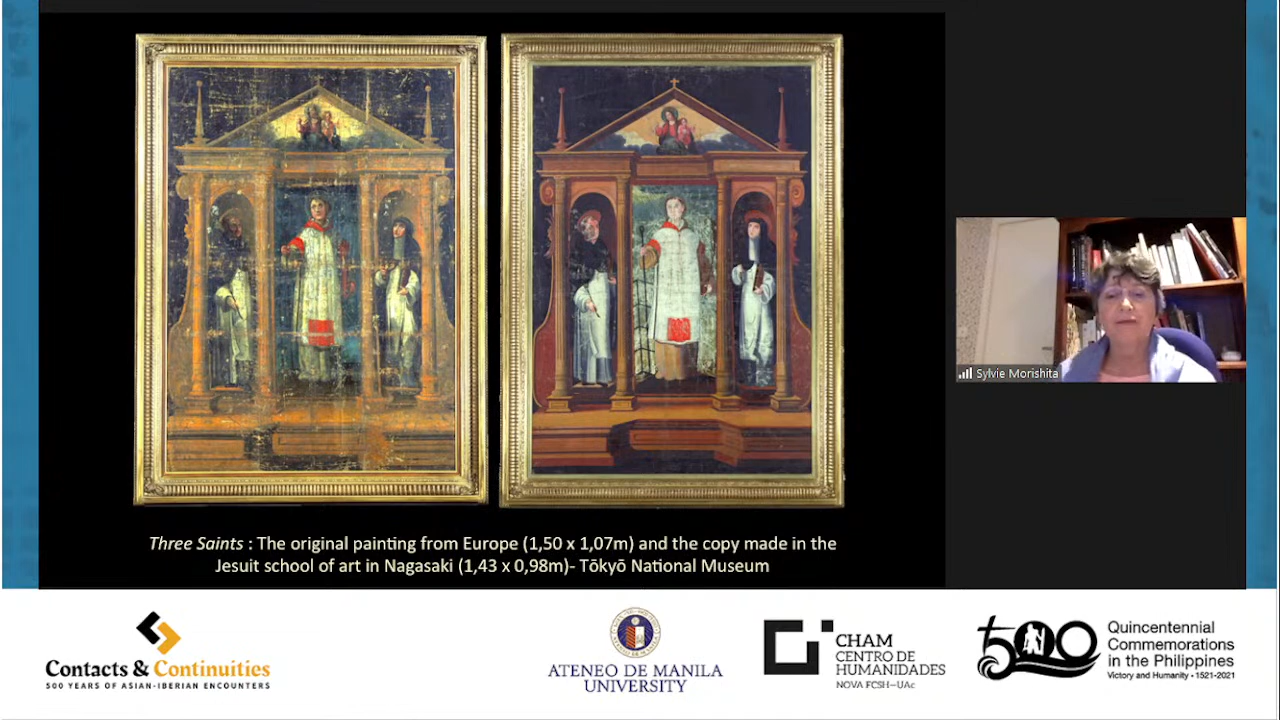 Sylvie Morishita
Three Saints : The original painting from Europe (1,50 x 1,07m) and the copy made in the
Jesuit school of art in Nagasaki (1,43 x 0,98m)- Tōkyō National Museum
Contacts & Continuities
500 YEARS OF ASIAN-IBERIAN ENCOUNTERS
ATENEO DE MANILA
UNIVERSITY
CHAM
CENTRO DE
HUMANIDADES
NOVA FCSH—UAc
500
Quincentennial
Commemorations
in the Philippines
Victory and Humanity • 1521-2021